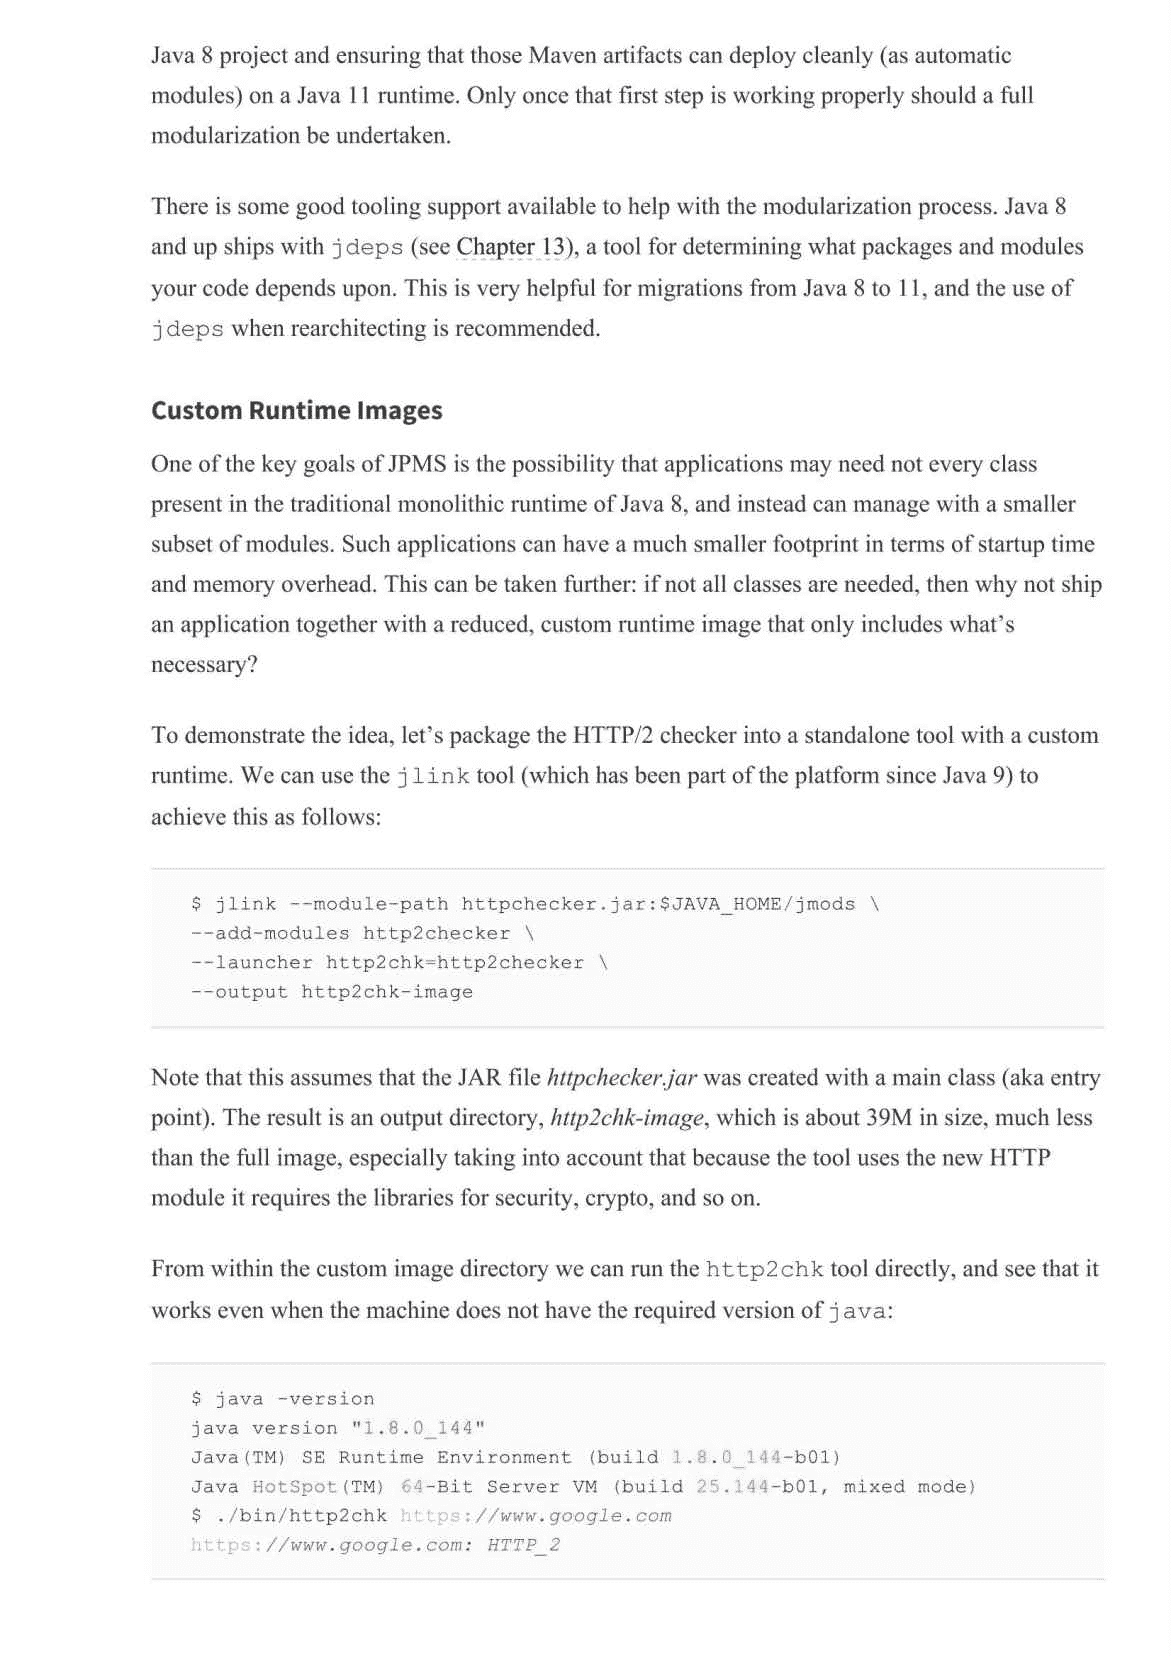 Java 8 project and ensuring that those Maven artifacts can deploy cleanly (as automatic
modules) on a Java 11 runtime. Only once that first step is working properly should a full
modularization be undertaken.
There is some good tooling support available to help with the modularization process. Java 8
and up ships with jdeps (see Chapter 13), a tool for determining what packages and modules
your code depends upon. This is very helpful for migrations from Java 8 to 11, and the use of
jdeps when rearchitecting is recommended.
Custom Runtime Images
One of the key goals of JPMS is the possibility that applications may need not every class
present in the traditional monolithic runtime of Java 8, and instead can manage with a smaller
subset of modules. Such applications can have a much smaller footprint in terms of startup time
and memory overhead. This can be taken further: if not all classes are needed, then why not ship
an application together with a reduced, custom runtime image that only includes what’s
necessary?
To demonstrate the idea, let’s package the HTTP/2 checker into a standalone tool with a custom
runtime. We can use the jlink tool (which has been part of the platform since Java 9) to
achieve this as follows:
$ jlink --module-path httpchecker.jar:$JAVA_HOME/jmods \
--add-modules http2checker \
--launcher http2chk=http2checker \
--output http2chk-image
Note that this assumes that the JAR file httpchecker.jar was created with a main class (aka entry
point). The result is an output directory, http2chk-image, which is about 39M in size, much less
than the full image, especially taking into account that because the tool uses the new HTTP
module it requires the libraries for security, crypto, and so on.
From within the custom image directory we can run the http2chk tool directly, and see that it
works even when the machine does not have the required version of java:
$ java -version
java version "1.8.0_144"
Java(TM) SE Runtime Environment (build 1.8.0_144-b01)
Java HotSpot(TM) 64-Bit Server VM (build 25.144-b01, mixed mode)
$ ./bin/http2chk https://www.google.com
https://www.google.com: HTTP_2